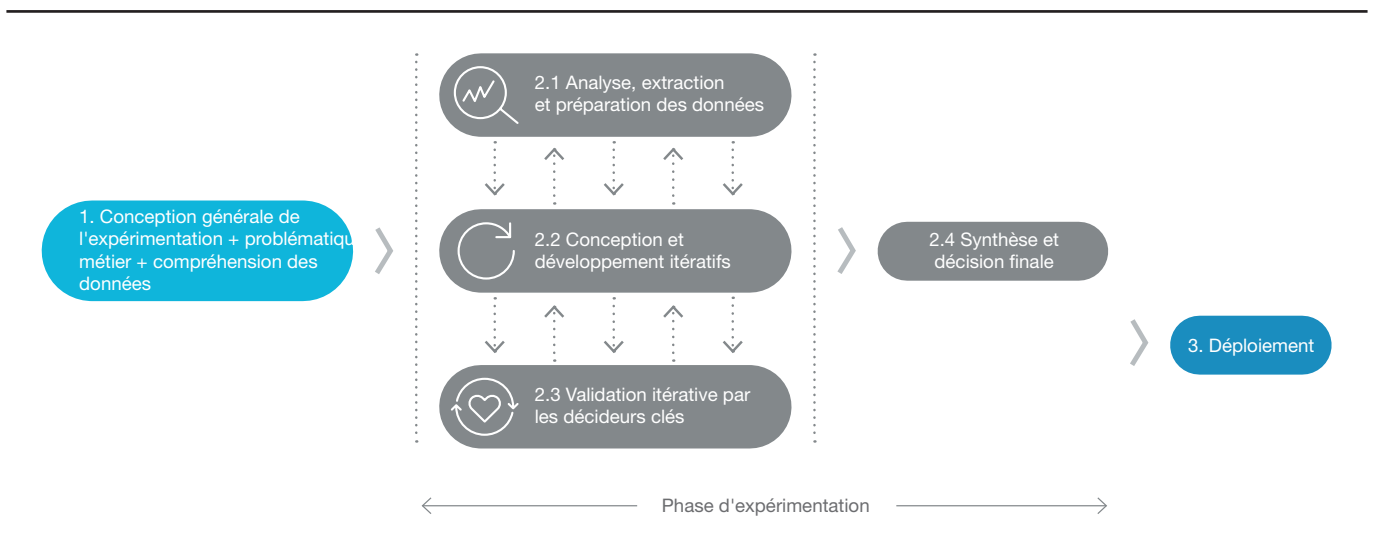 1. Conception générale de
l'expérimentation + problématiqu
métier + compréhension des
données
2.1 Analyse, extraction
et préparation des données
2.2 Conception et
développement itératifs
2.3 Validation itérative par
les décideurs clés
2.4 Synthèse et
décision finale
3. Déploiement
Phase d'expérimentation